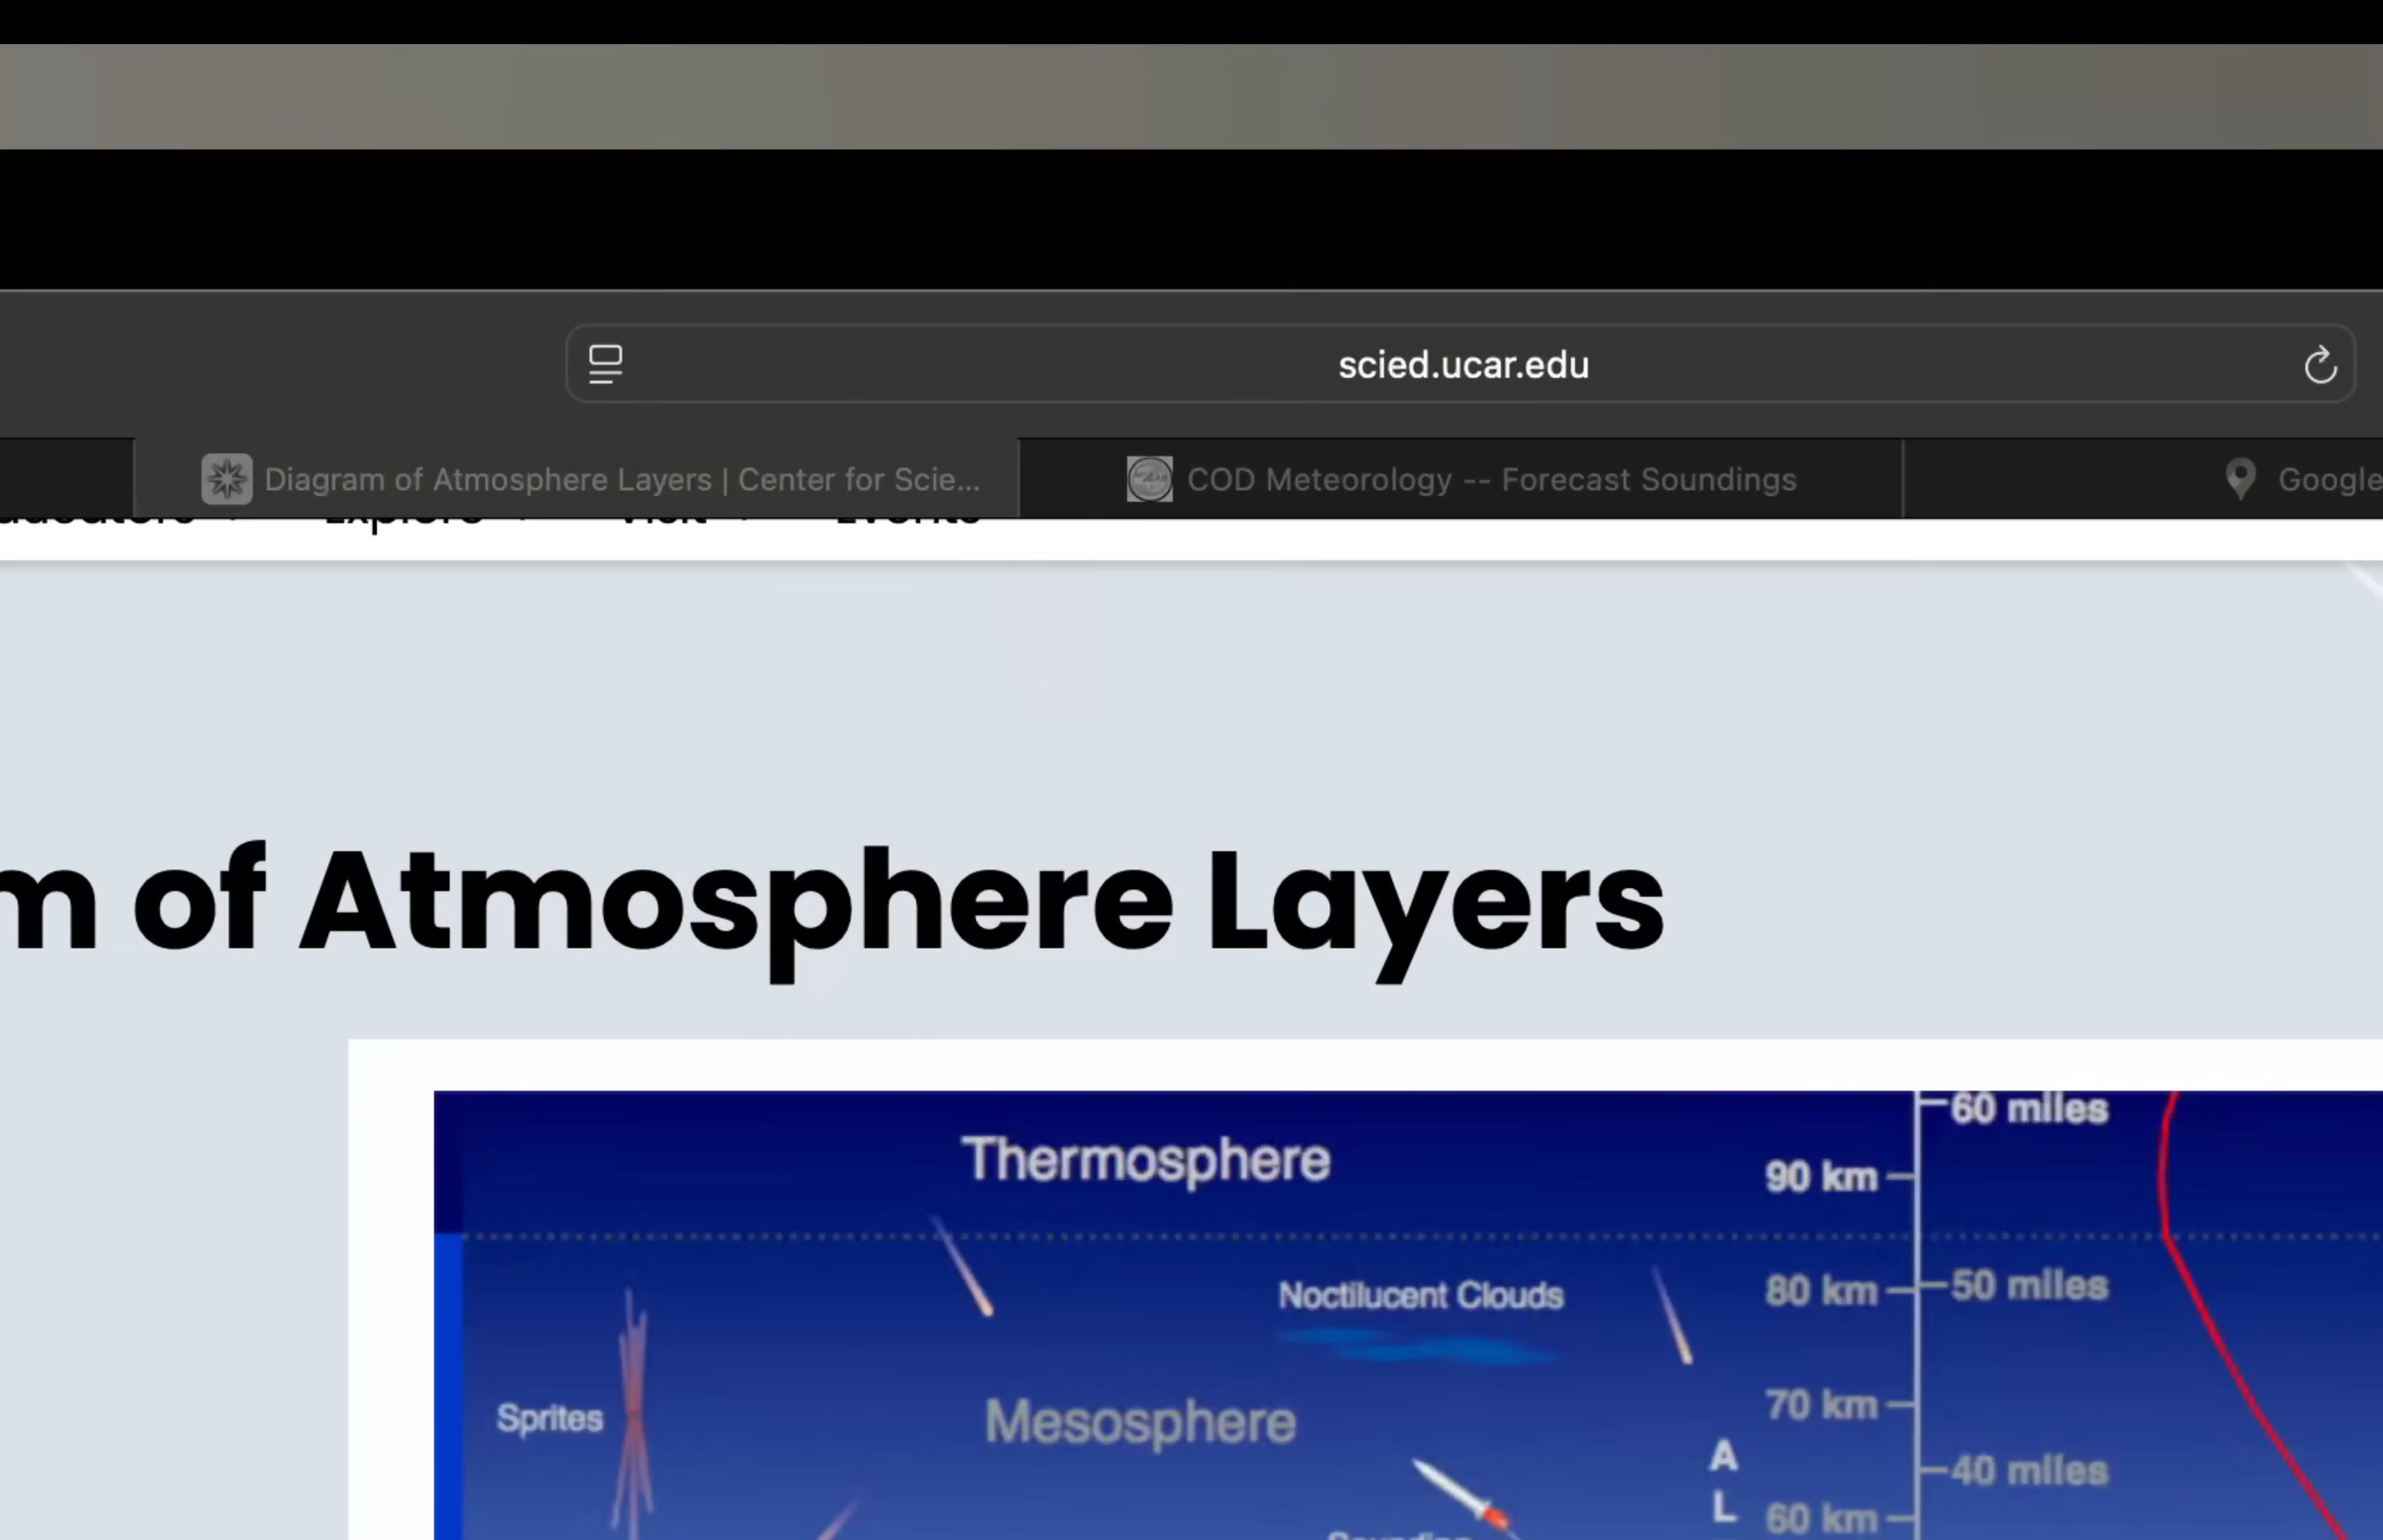 scied.ucar.edu
Diagram of Atmosphere Layers | Center for Scie...
COD Meteorology -- Forecast Soundings
Google
Explore
Visit
Events
m of Atmosphere Layers
60 miles
Thermosphere
90 km
Noctilucent Clouds
80 km
50 miles
Sprites
Mesosphere
70 km
A
40 miles
L
60 km
Sounding